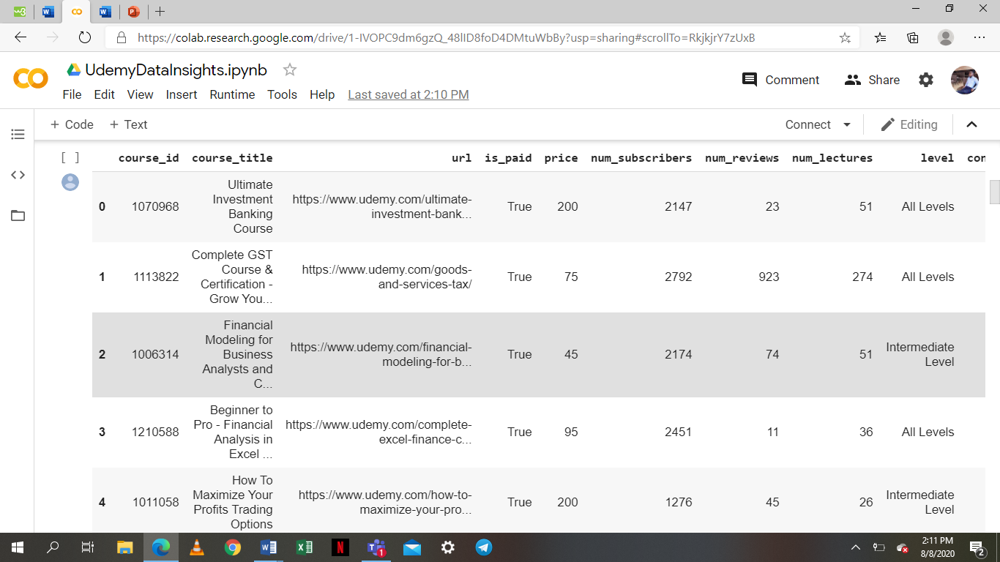 https://colab.research.google.com/drive/1-IVOPC9dm6gzQ_48lID8foD4DMtuWbBy?usp=sharing#scrollTo=RkjkjrY7zUxB
UdemyDataInsights.ipynb
Comment
Share
File Edit View Insert Runtime Tools Help Last saved at 2:10 PM
+ Code + Text
Connect
Editing
[ ]
course_id course_title url is_paid price num_subscribers num_reviews num_lectures level con
Ultimate
Investment
Banking
Course
0 1070968 https://www.udemy.com/ultimate-
investment-bank... True 200 2147 23 51 All Levels
Complete GST
Course &
Certification -
Grow You...
1 1113822 https://www.udemy.com/goods-
and-services-tax/ True 75 2792 923 274 All Levels
Financial
Modeling for
Business
Analysts and
C...
2 1006314 https://www.udemy.com/financial-
modeling-for-b... True 45 2174 74 51 Intermediate
Level
Beginner to
Pro - Financial
Analysis in
Excel ...
3 1210588 https://www.udemy.com/complete-
excel-finance-c... True 95 2451 11 36 All Levels
How To
Maximize Your
Profits Trading
Options
4 1011058 https://www.udemy.com/how-to-
maximize-your-pro... True 200 1276 45 26 Intermediate
Level
2:11 PM
8/8/2020